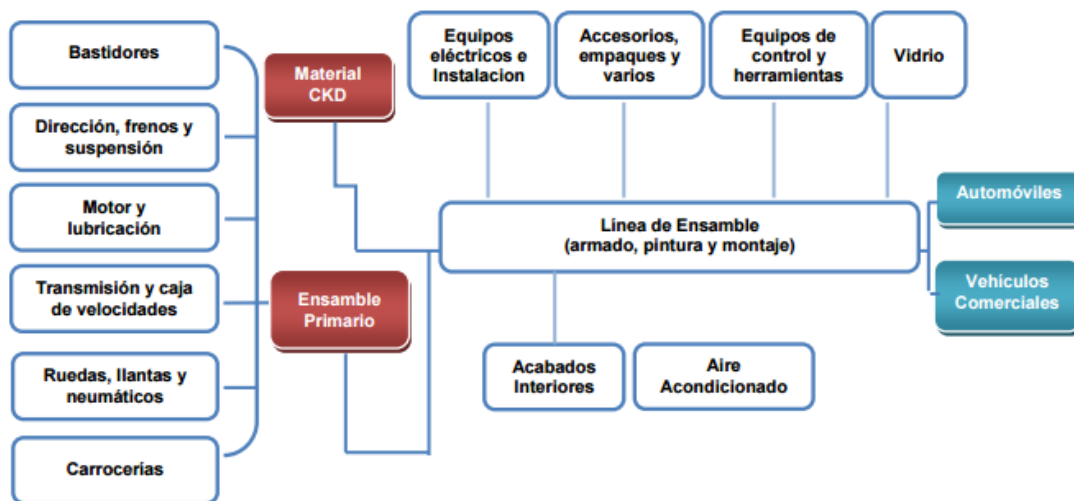 Bastidores
Dirección, frenos y
suspensión
Motor y
lubricación
Transmisión y caja
de velocidades
Ruedas, llantas y
neumáticos
Carrocerías
Material
CKD
Ensamble
Primario
Equipos
eléctricos e
Instalacion
Accesorios,
empaques y
varios
Equipos de
control y
herramientas
Vidrio
Línea de Ensamble
(armado, pintura y montaje)
Acabados
Interiores
Aire
Acondicionado
Automóviles
Vehículos
Comerciales